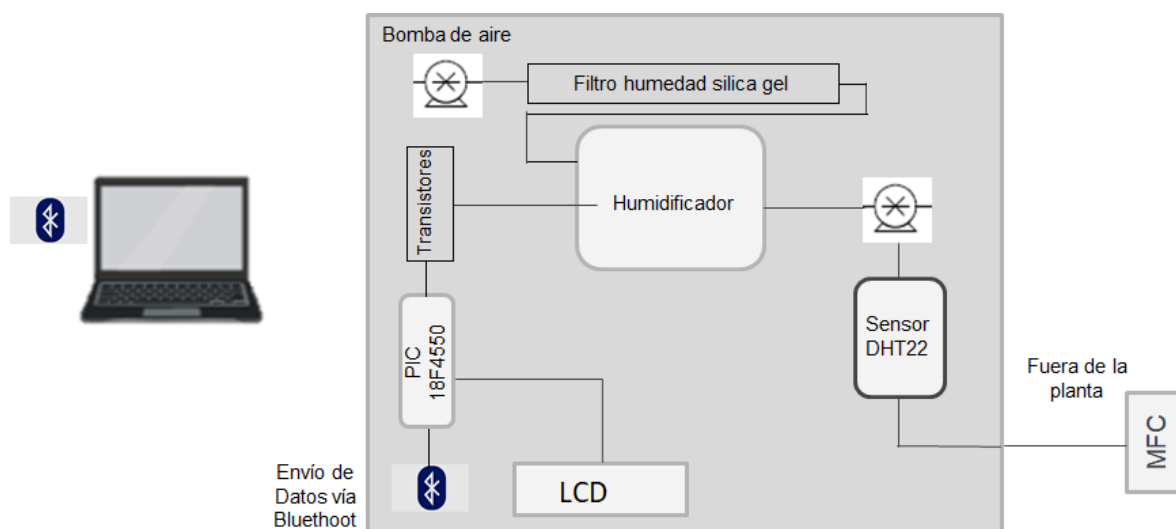 Bomba de aire
Filtro humedad silica gel
Transistores
Humidificador
PIC
18F4550
Sensor
DHT22
Fuera de la
planta
MFC
Envío de
Datos vía
Bluethoot
LCD